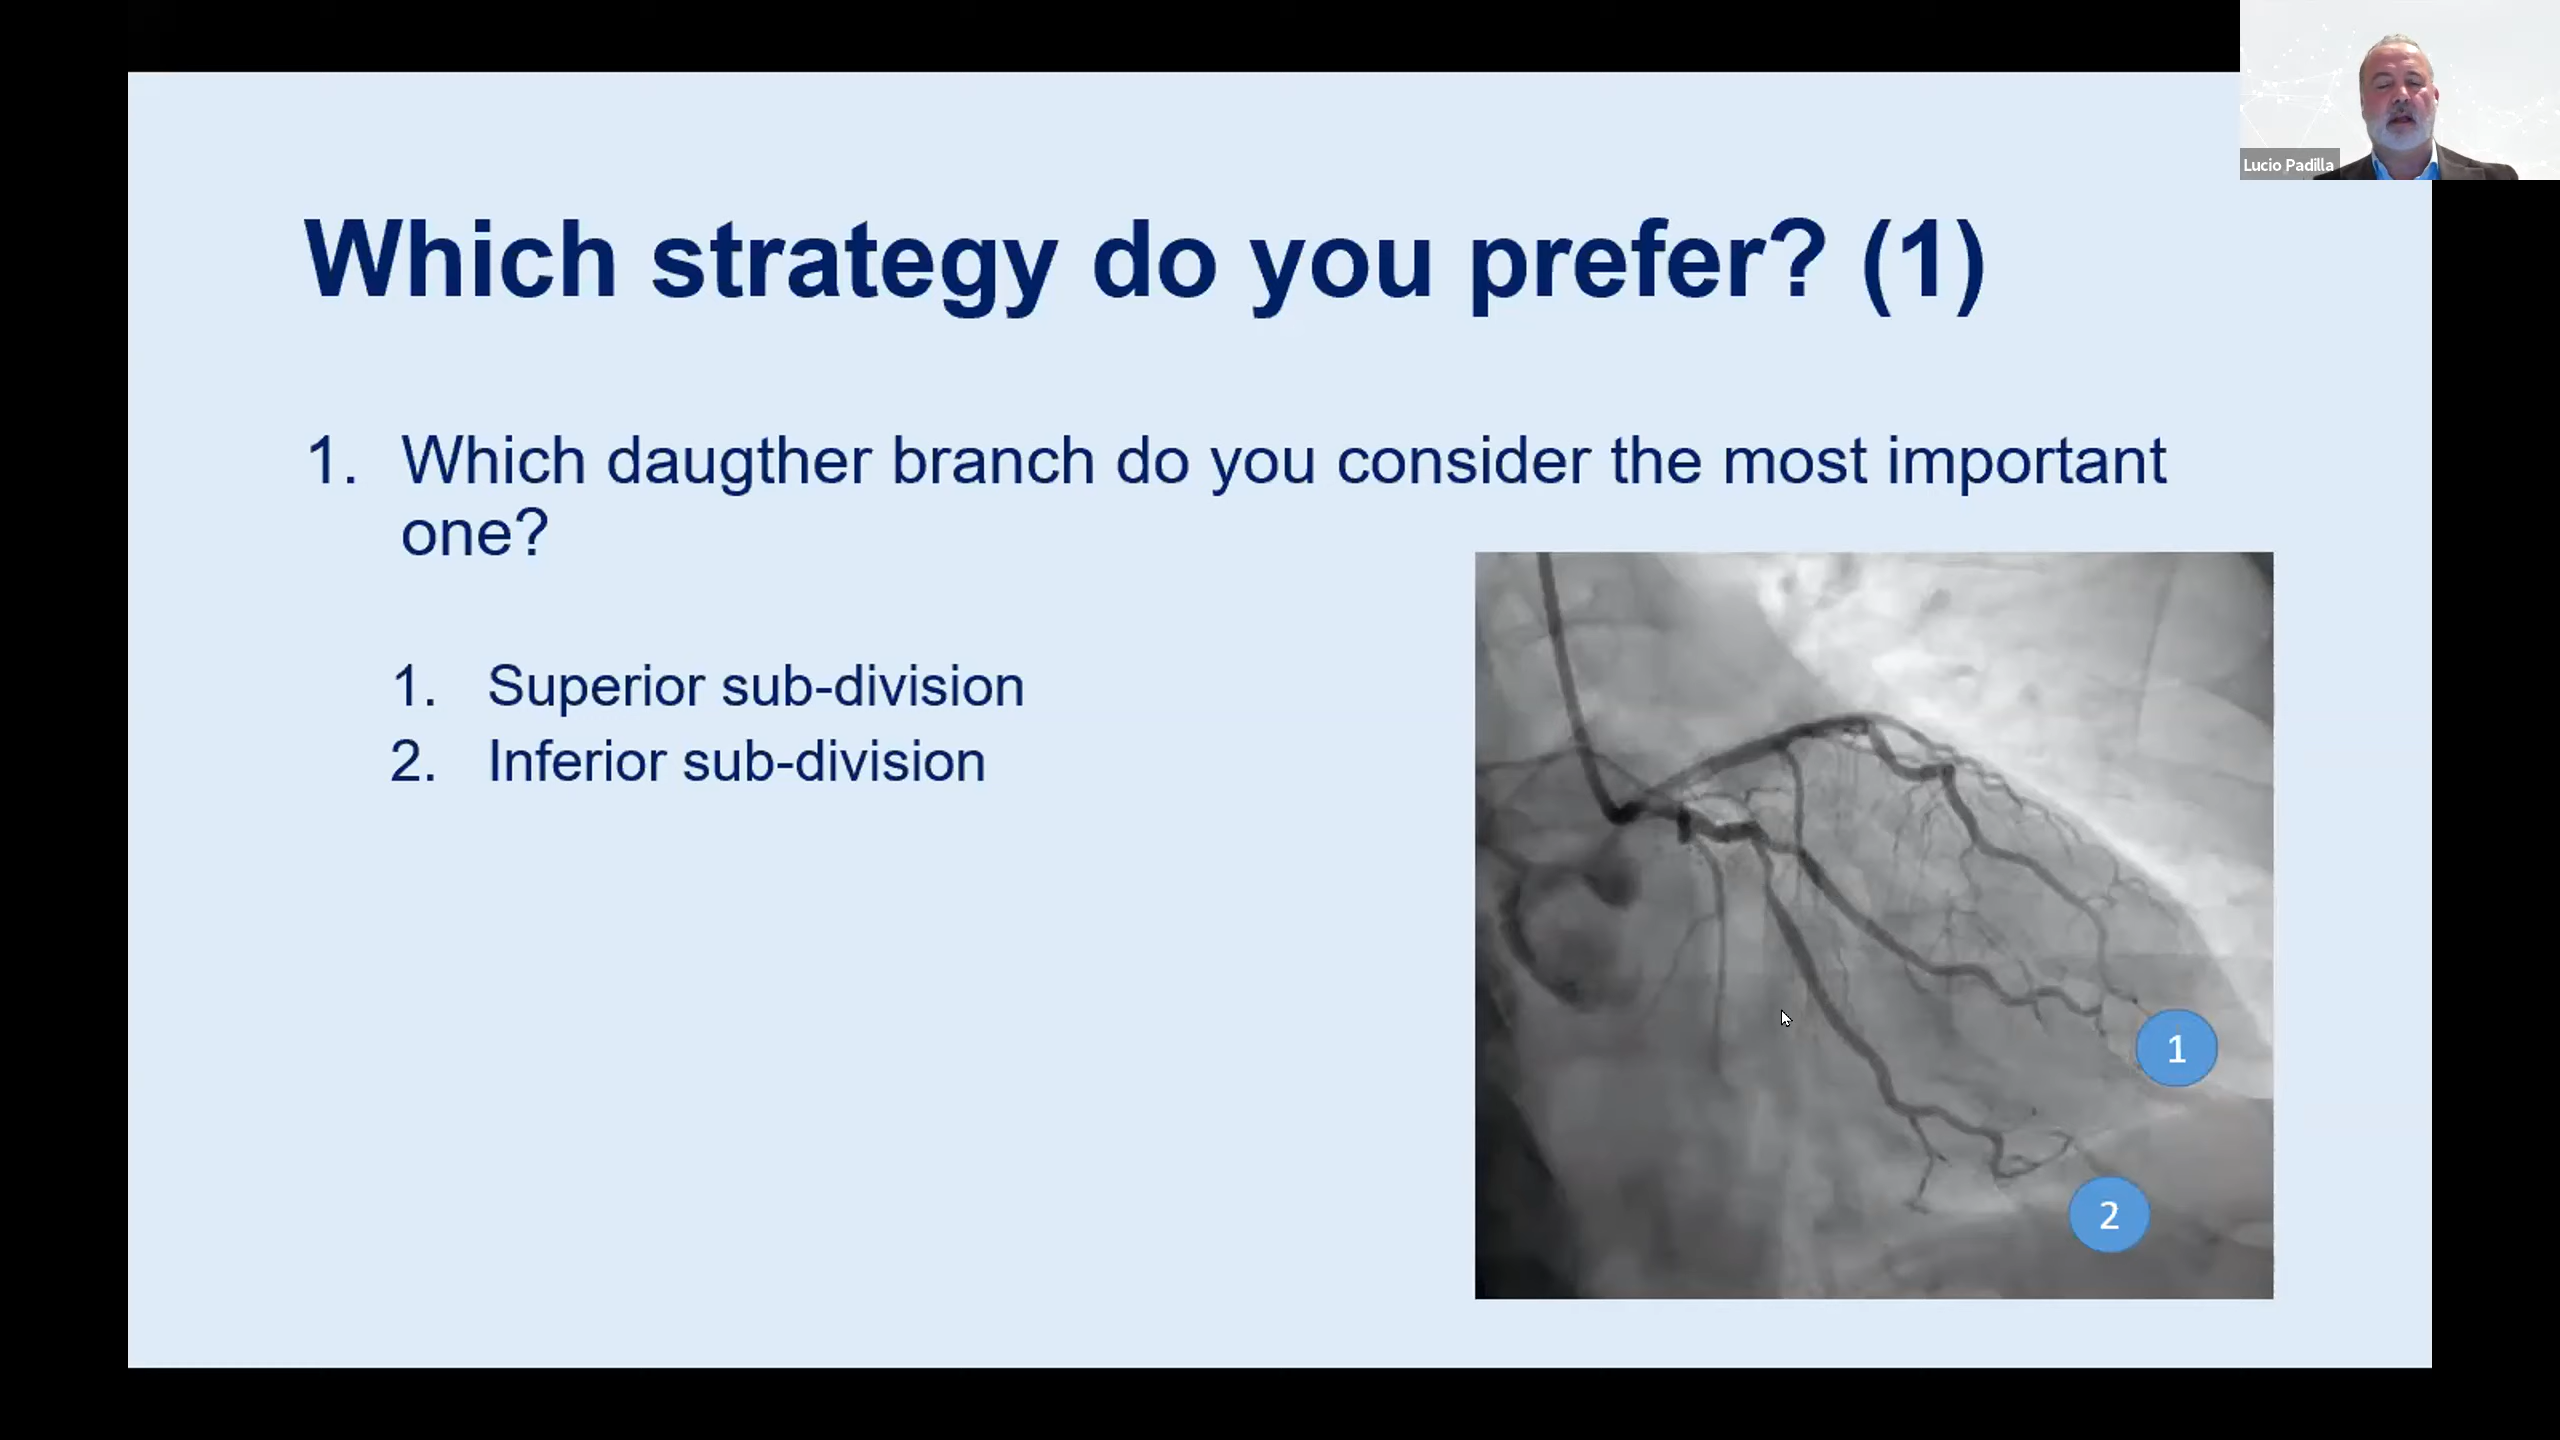 Lucio Padilla
Which strategy do you prefer? (1)
1. Which daugther branch do you consider the most important
one?
1. Superior sub-division
2. Inferior sub-division
1
2